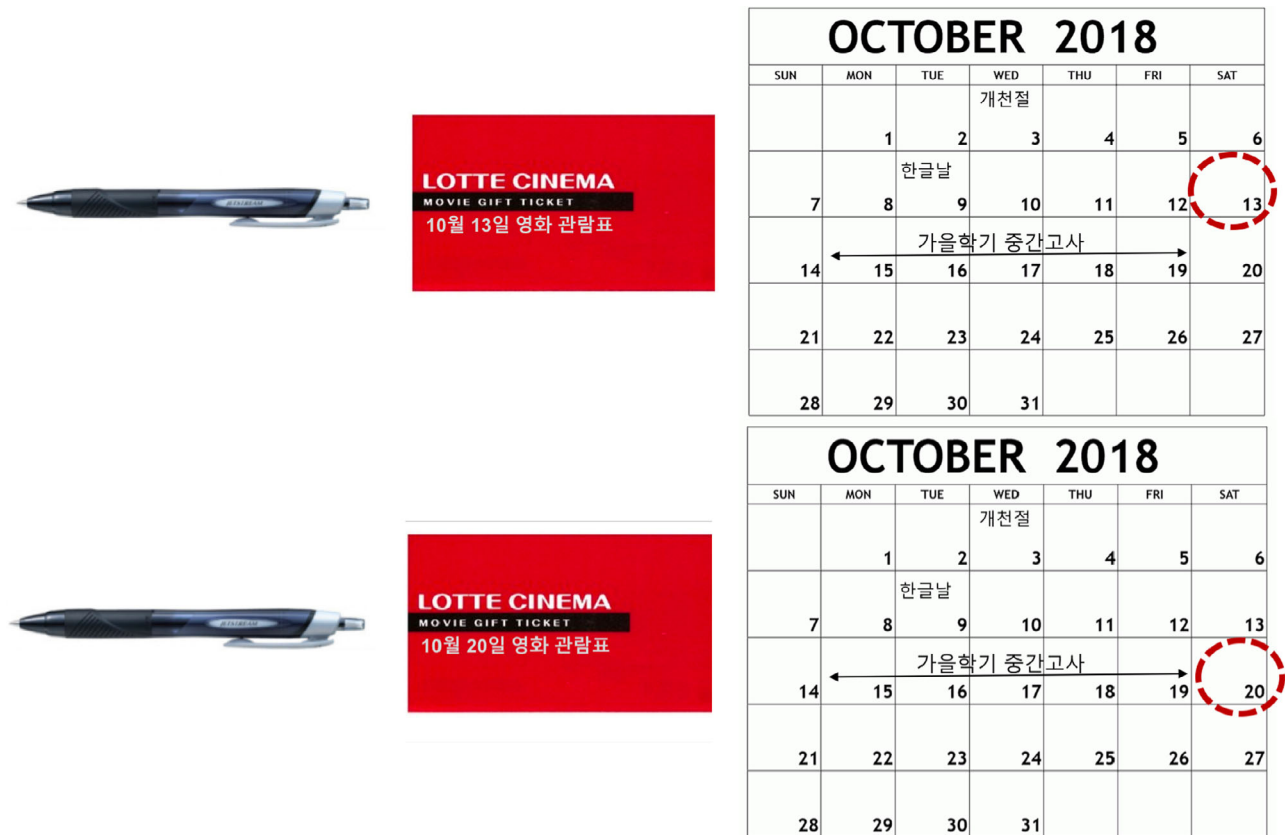 JETSTREAM
LOTTE CINEMA
MOVIE GIFT TICKET
10월 13일 영화 관람표
OCTOBER 2018
SUN MON TUE WED THU FRI SAT
개천절
1 2 3 4 5 6
한글날
7 8 9 10 11 12 13
가을학기 중간고사
14 15 16 17 18 19 20
21 22 23 24 25 26 27
28 29 30 31
JETSTREAM
LOTTE CINEMA
MOVIE GIFT TICKET
10월 20일 영화 관람표
OCTOBER 2018
SUN MON TUE WED THU FRI SAT
개천절
1 2 3 4 5 6
한글날
7 8 9 10 11 12 13
가을학기 중간고사
14 15 16 17 18 19 20
21 22 23 24 25 26 27
28 29 30 31